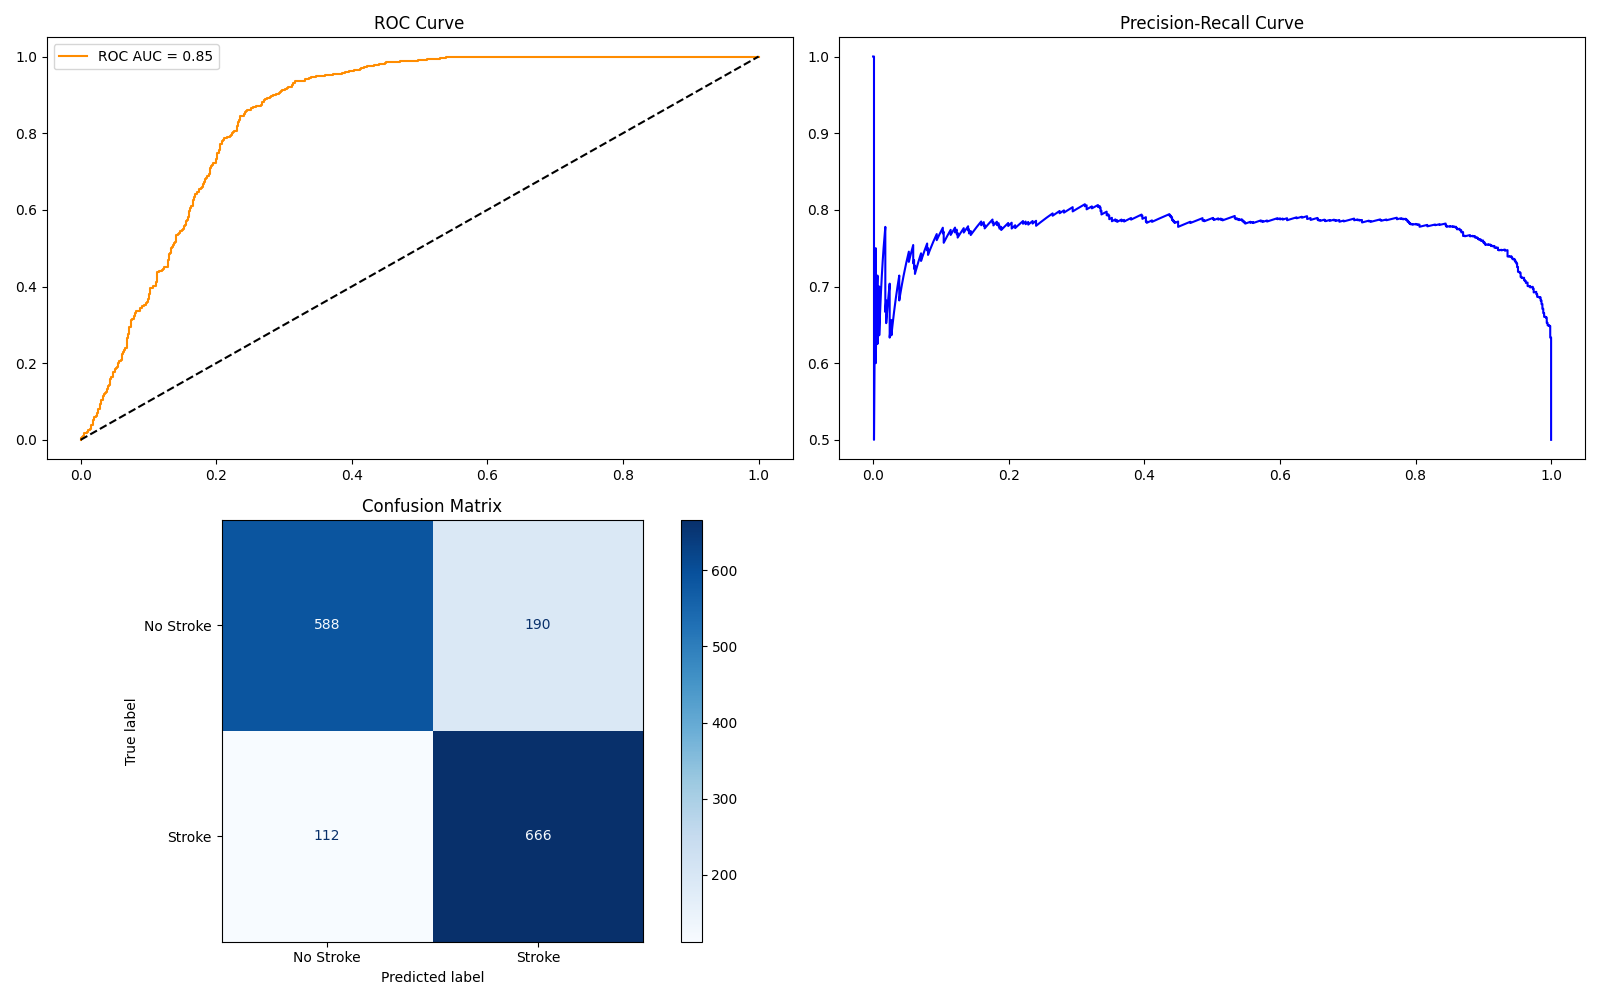 ROC Curve
ROC AUC = 0.85
1.0
0.8
0.6
0.4
0.2
0.0
0.0 0.2 0.4 0.6 0.8 1.0
Precision-Recall Curve
1.0
0.9
0.8
0.7
0.6
0.5
0.0 0.2 0.4 0.6 0.8 1.0
Confusion Matrix
True label
No Stroke
588 190
Stroke
112 666
No Stroke Stroke
Predicted label
600
500
400
300
200